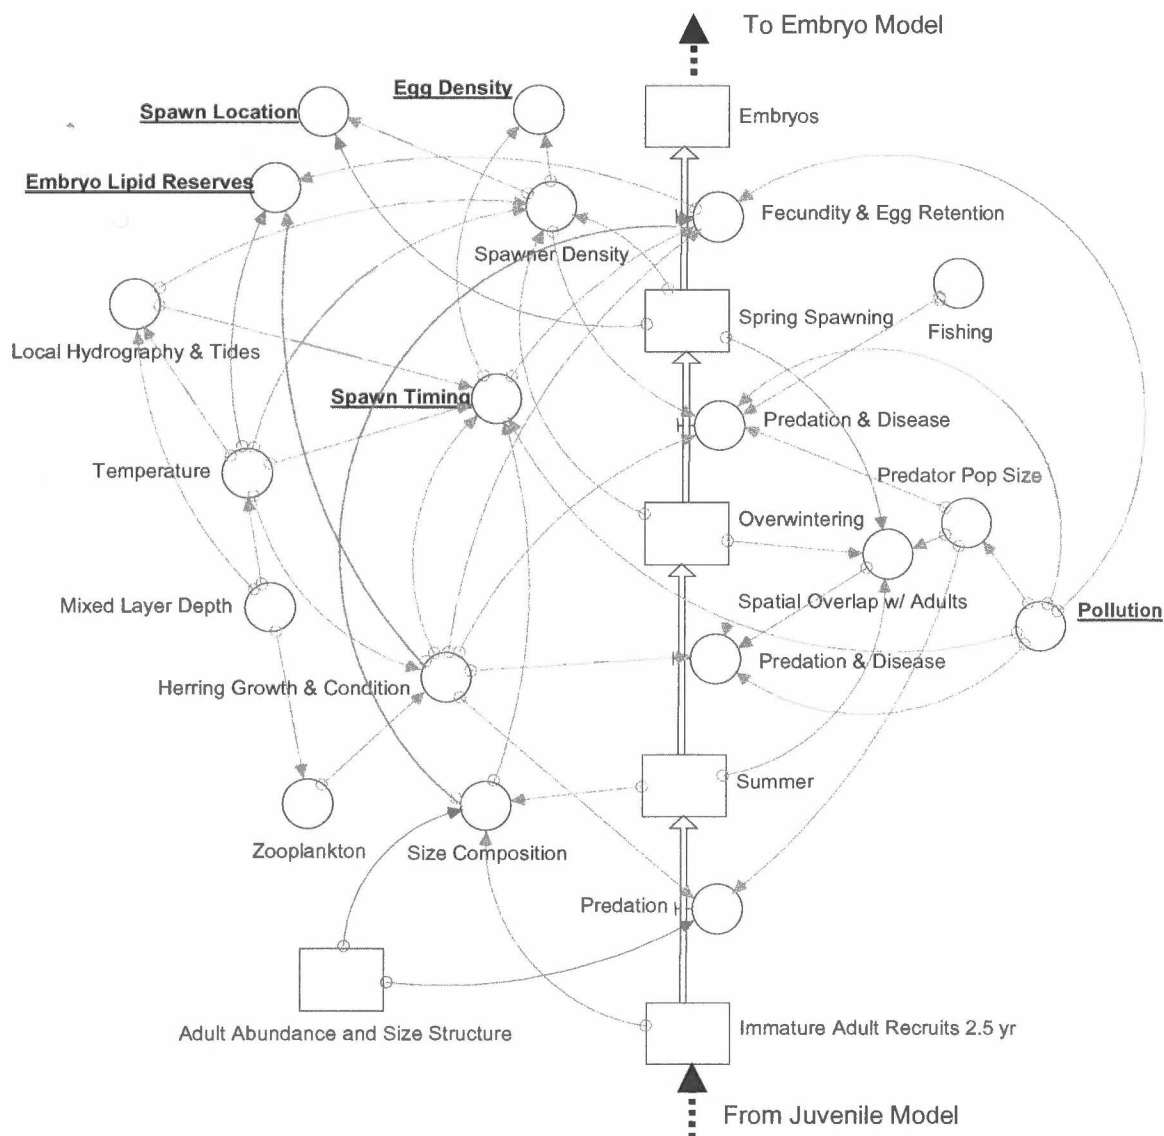 To Embryo Model
Egg Density
Spawn Location
Embryos
Embryo Lipid Reserves
Fecundity & Egg Retention
Spawner Density
Spring Spawning
Fishing
Local Hydrography & Tides
Spawn Timing
Predation & Disease
Temperature
Predator Pop Size
Overwintering
Mixed Layer Depth
Spatial Overlap w/ Adults
Pollution
Herring Growth & Condition
Predation & Disease
Summer
Zooplankton
Size Composition
Predation
Adult Abundance and Size Structure
Immature Adult Recruits 2.5 yr
From Juvenile Model